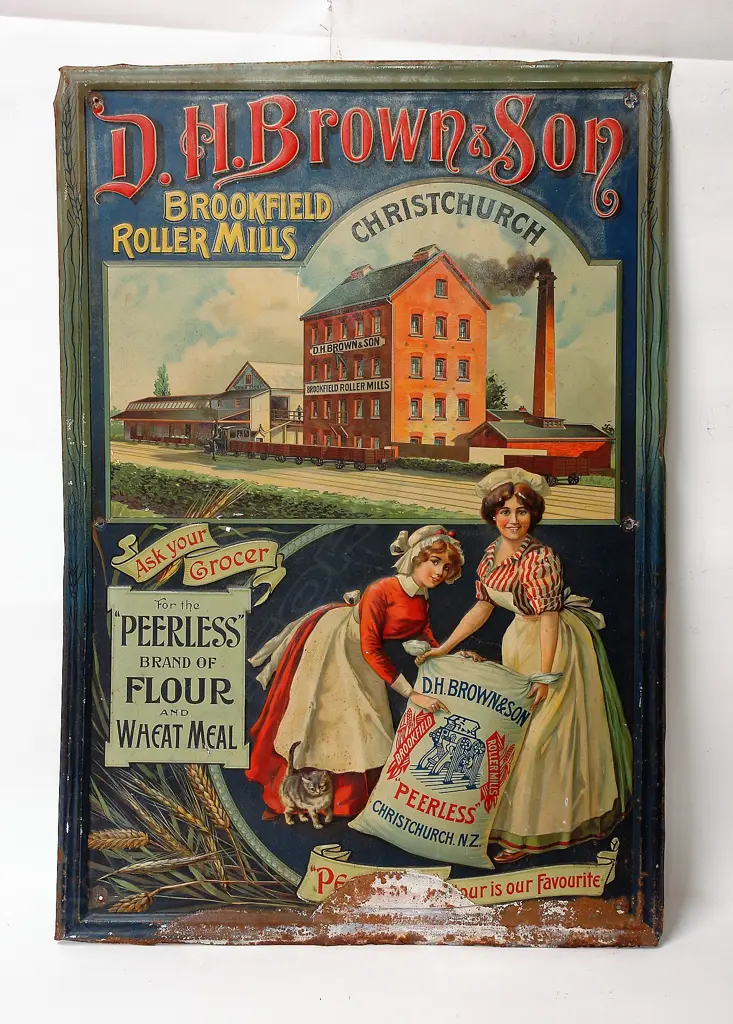 D. H. Brown & Son
BROOKFIELD
ROLLER MILLS
CHRISTCHURCH
D.H. BROWN & SON
BROOKFIELD ROLLER MILLS
Ask your
Grocer
For the
"PEERLESS"
BRAND OF
FLOUR
AND
WHEAT MEAL
D.H. BROWN & SON
BROOKFIELD
ROLLER MILLS
"PEERLESS"
CHRISTCHURCH. N.Z.
is our Favourite